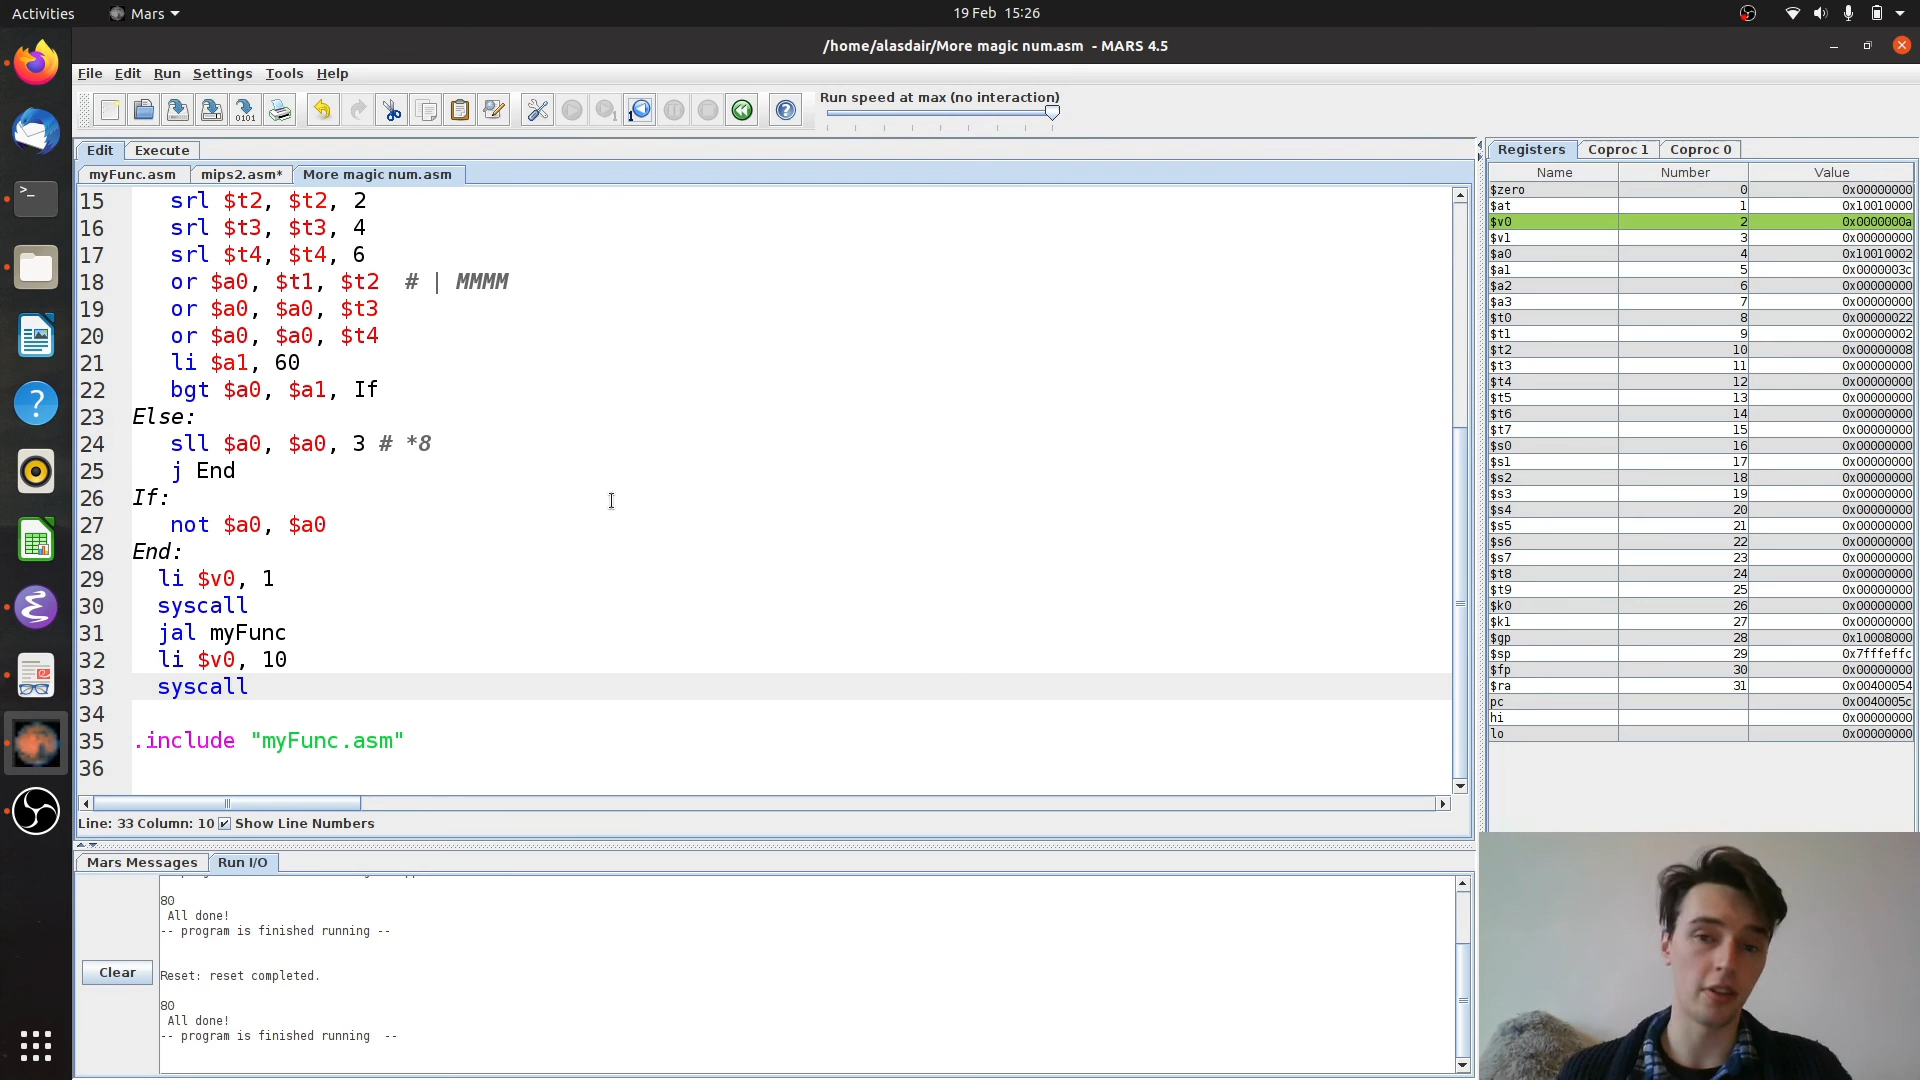 Activities
Mars
19 Feb 15:26
/home/alasdair/More magic num.asm - MARS 4.5
File Edit Run Settings Tools Help
Run speed at max (no interaction)
Edit Execute
myFunc.asm mips2.asm* More magic num.asm
15 srl $t2, $t2, 2
16 srl $t3, $t3, 4
17 srl $t4, $t4, 6
18 or $a0, $t1, $t2 # | MMMM
19 or $a0, $a0, $t3
20 or $a0, $a0, $t4
21 li $a1, 60
22 bgt $a0, $a1, If
23 Else:
24 sll $a0, $a0, 3 # *8
25 j End
26 If:
27 not $a0, $a0
28 End:
29 li $v0, 1
30 syscall
31 jal myFunc
32 li $v0, 10
33 syscall
34
35 .include "myFunc.asm"
36
Line: 33 Column: 10 Show Line Numbers
Mars Messages Run I/O
80
All done!
-- program is finished running --
Reset: reset completed.
80
All done!
-- program is finished running --
Clear
Registers Coproc 1 Coproc 0
Name Number Value
$zero 0 0x00000000
$at 1 0x10010000
$v0 2 0x0000000a
$v1 3 0x00000000
$a0 4 0x10010002
$a1 5 0x0000003c
$a2 6 0x00000000
$a3 7 0x00000000
$t0 8 0x00000022
$t1 9 0x00000002
$t2 10 0x00000008
$t3 11 0x00000000
$t4 12 0x00000000
$t5 13 0x00000000
$t6 14 0x00000000
$t7 15 0x00000000
$s0 16 0x00000000
$s1 17 0x00000000
$s2 18 0x00000000
$s3 19 0x00000000
$s4 20 0x00000000
$s5 21 0x00000000
$s6 22 0x00000000
$s7 23 0x00000000
$t8 24 0x00000000
$t9 25 0x00000000
$k0 26 0x00000000
$k1 27 0x00000000
$gp 28 0x10008000
$sp 29 0x7fffeffc
$fp 30 0x00000000
$ra 31 0x00400054
pc 0x0040005c
hi 0x00000000
lo 0x00000000